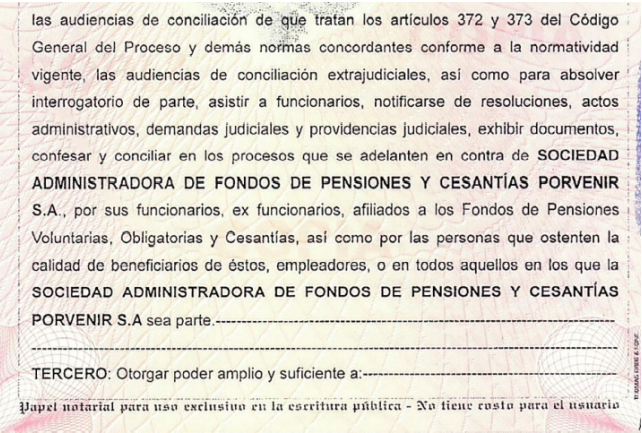 las audiencias de conciliación de que tratan los artículos 372 y 373 del Código
General del Proceso y demás normas concordantes conforme a la normatividad
vigente, las audiencias de conciliación extrajudiciales, así como para absolver
interrogatorio de parte, asistir a funcionarios, notificarse de resoluciones, actos
administrativos, demandas judiciales y providencias judiciales, exhibir documentos,
confesar y conciliar en los procesos que se adelanten en contra de SOCIEDAD
ADMINISTRADORA DE FONDOS DE PENSIONES Y CESANTÍAS PORVENIR
S.A., por sus funcionarios, ex funcionarios, afiliados a los Fondos de Pensiones
Voluntarias, Obligatorias y Cesantías, así como por las personas que ostenten la
calidad de beneficiarios de éstos, empleadores, o en todos aquellos en los que la
SOCIEDAD ADMINISTRADORA DE FONDOS DE PENSIONES Y CESANTÍAS
PORVENIR S.A sea parte.------------------------------------------------------------
------------------------------------------------------------------------------------------
TERCERO: Otorgar poder amplio y suficiente a:--------------------------------------
Papel notarial para uso exclusivo en la escritura pública - No tiene costo para el usuario